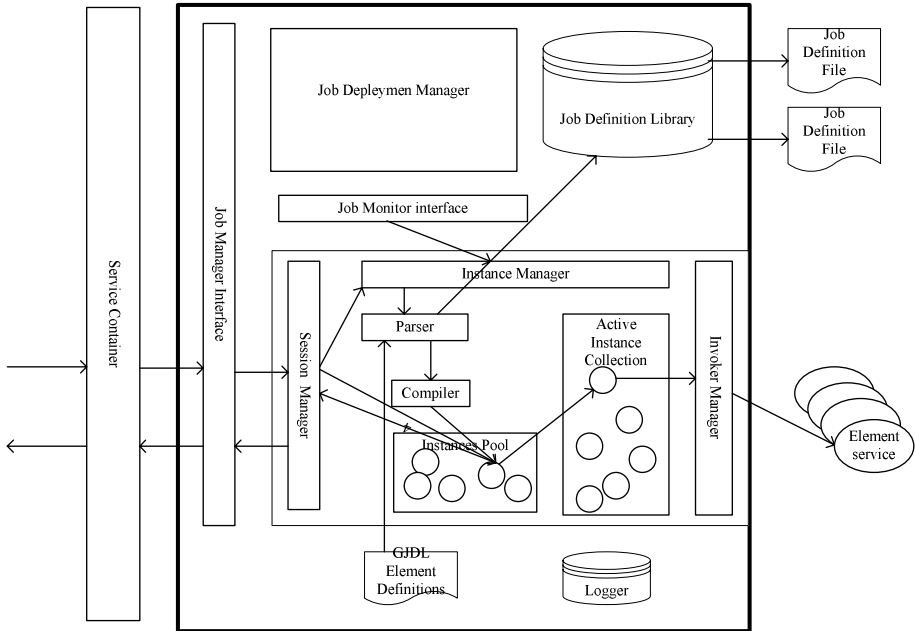 Job
Definition
File
Job Depleymen Manager
Job Definition Library
Job
Definition
File
Job Monitor interface
Service Container
Job Manager Interface
Instance Manager
Session Manager
Parser
Active
Instance
Collection
Invoker Manager
Compiler
Instances Pool
Element
service
GJDL
Element
Definitions
Logger